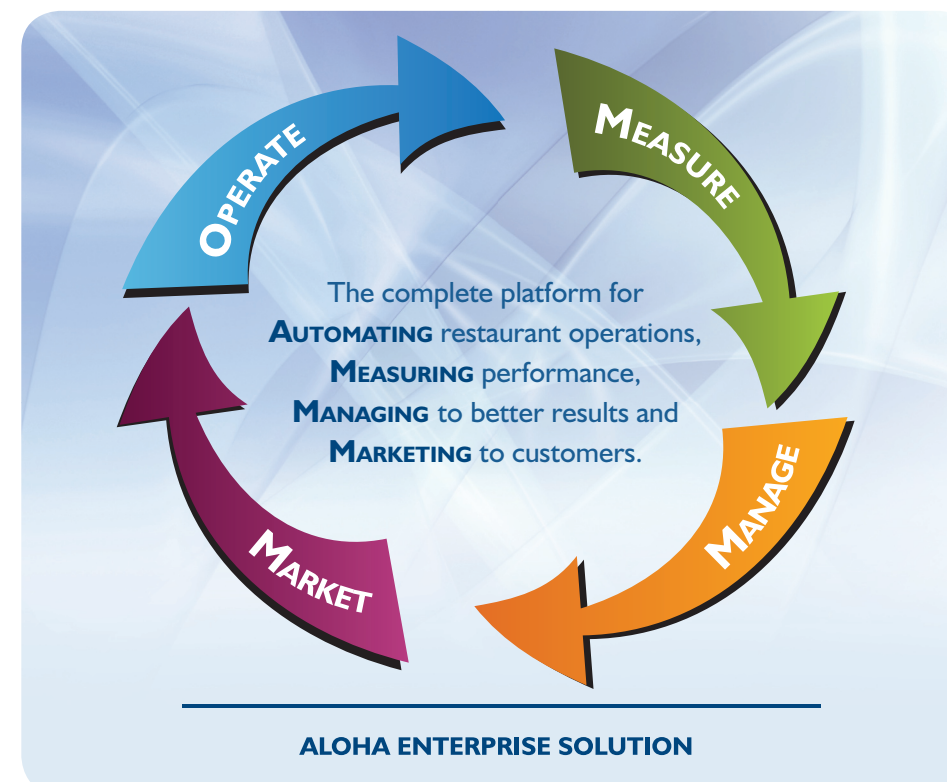 OPERATE
MEASURE
The complete platform for
AUTOMATING restaurant operations,
MEASURING performance,
MANAGING to better results and
MARKETING to customers.
MANAGE
MARKET
ALOHA ENTERPRISE SOLUTION